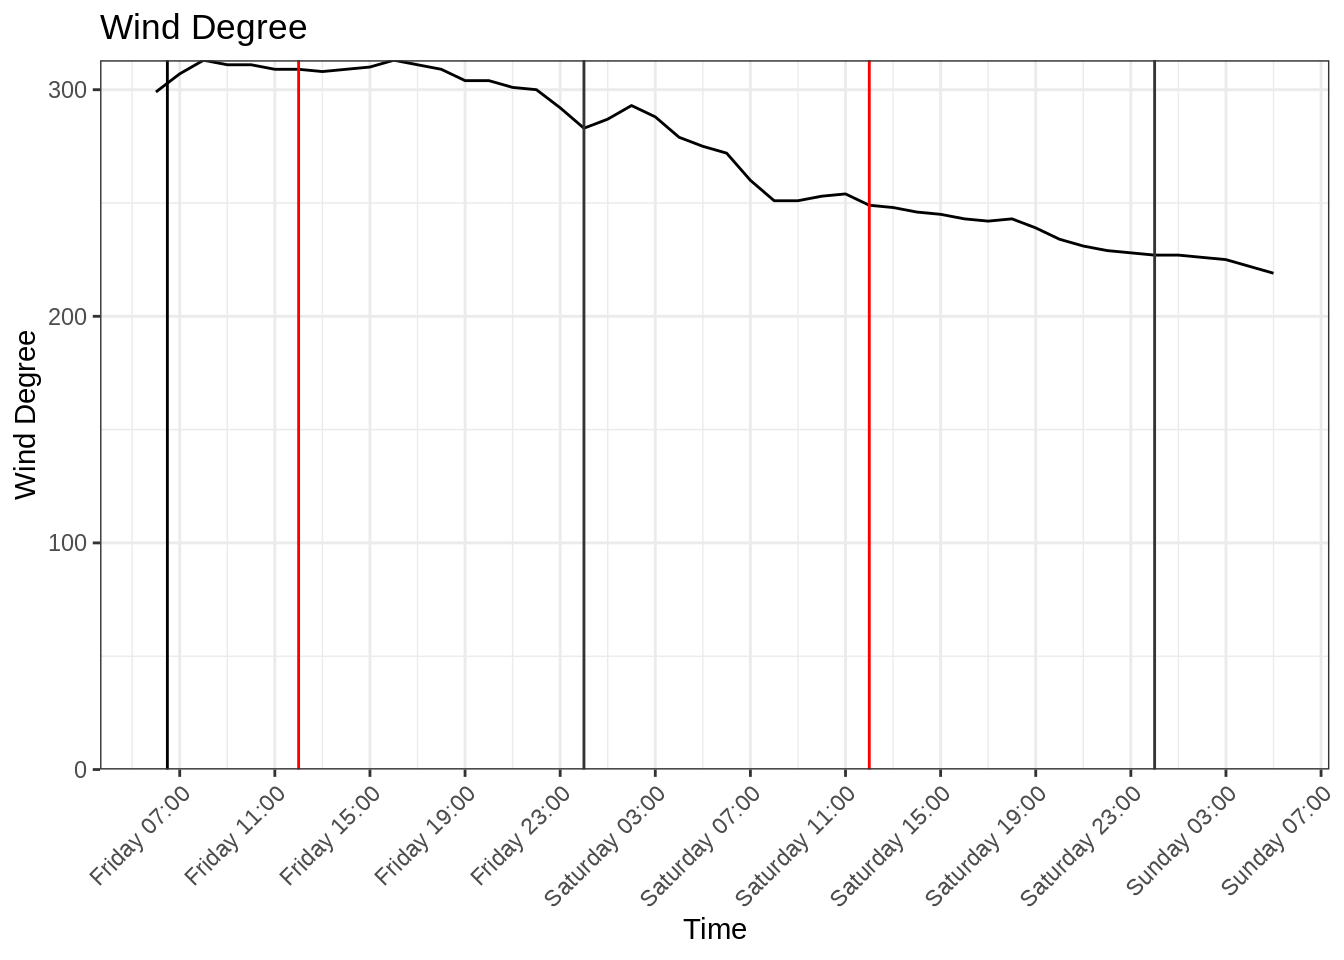 Wind Degree
Wind Degree
300
200
100
0
Friday 07:00
Friday 11:00
Friday 15:00
Friday 19:00
Friday 23:00
Saturday 03:00
Saturday 07:00
Saturday 11:00
Saturday 15:00
Saturday 19:00
Saturday 23:00
Sunday 03:00
Sunday 07:00
Time